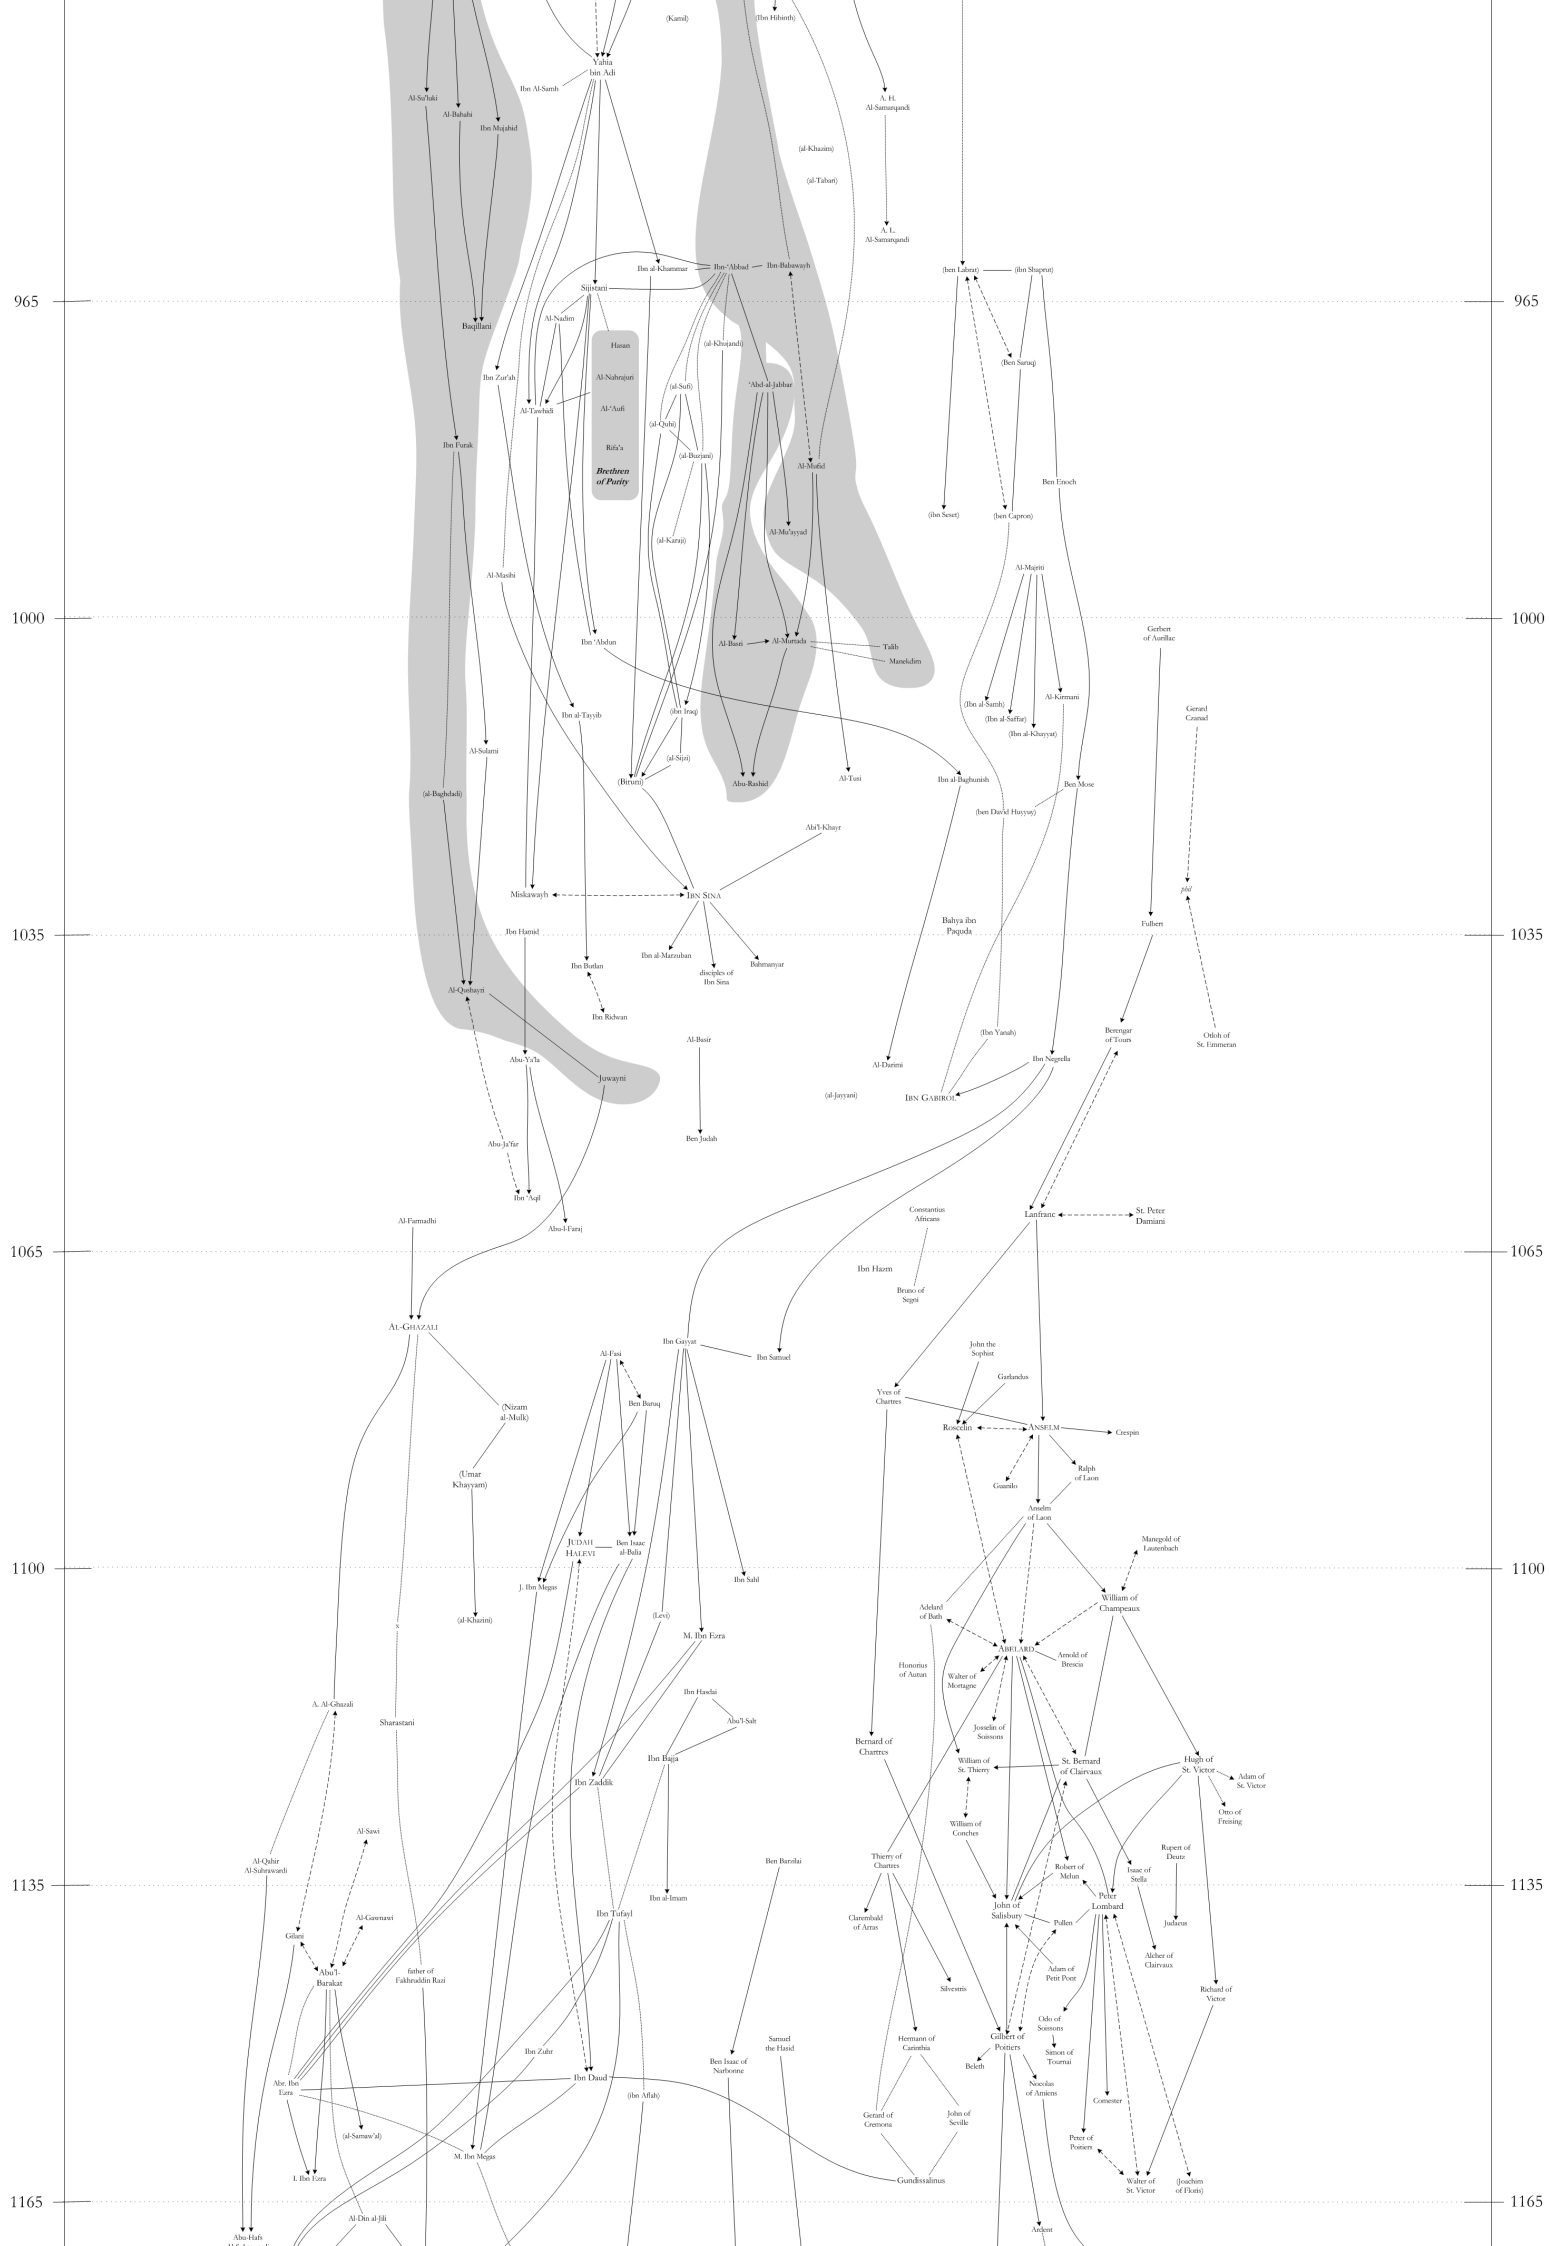 (Kamil)
(Ibn Hibinth)
Yahia
bin Adi
Ibn Al-Samh
Al-Su'luki
Al-Bahahi
Ibn Mujahid
A. H.
Al-Samarqandi
(al-Khazim)
(al-Tabari)
A. L.
Al-Samarqandi
Ibn al-Khammar
Ibn-'Abbad
Ibn-Babawayh
(ben Labrat)
(ibn Shaprut)
Sijistani
965
965
Al-Nadim
Baqillani
Hasan
(al-Khujandi)
(Ben Saruq)
Ibn Zur'ah
Al-Nahrajuri
(al-Sufi)
'Abd-al-Jabbar
Al-Tawhidi
Al-'Aufi
(al-Quhi)
Ibn Furak
Rifa'a
(al-Buzjani)
Al-Mufid
Brethren
of Purity
Ben Enoch
(ibn Seset)
(ben Capron)
Al-Mu'ayyad
(al-Karaji)
Al-Masihi
Al-Majriti
1000
1000
Gerbert
of Aurillac
Ibn 'Abdun
Al-Basri
Al-Murtada
Talib
Manekdim
(Ibn al-Samh)
Al-Kirmani
(Ibn al-Saffar)
(Ibn al-Khayyat)
Gerard
Czanad
Ibn al-Tayyib
(ibn Iraq)
Al-Sulami
(al-Sijzi)
(Biruni)
Abu-Rashid
Al-Tusi
Ibn al-Baghunish
Ben Mose
(al-Baghdadi)
(ben David Huyyuy)
Abi'l-Khayr
Miskawayh
IBN SINA
phil
Bahya ibn
Paquda
Fulbert
Ibn Hamid
1035
1035
Ibn al-Marzuban
Ibn Butlan
disciples of
Ibn Sina
Bahmanyar
Al-Qushayri
Ibn Ridwan
Al-Basir
(Ibn Yanah)
Berengar
of Tours
Otloh of
St. Emmeran
Abu-Ya'la
Al-Darimi
Ibn Negrella
Juwayni
(al-Jayyani)
IBN GABIROL
Ben Judah
Abu-Ja'far
Ibn 'Aqil
Al-Farmadhi
Abu-l-Faraj
Constantius
Africans
Lanfranc
St. Peter
Damiani
1065
1065
Ibn Hazm
Bruno of
Segni
AL-GHAZALI
Ibn Gayyat
Al-Fasi
Ibn Samuel
John the
Sophist
Garlandus
(Nizam
al-Mulk)
Ben Baruq
Yves of
Chartres
Roscelin
ANSELM
Crespin
(Umar
Khayyam)
Guanilo
Ralph
of Laon
Anselm
of Laon
JUDAH
HALEVI
Ben Isaac
al-Balia
Manegold of
Lautenbach
1100
1100
J. Ibn Megas
Ibn Sahl
(al-Khazini)
x
(Levi)
M. Ibn Ezra
Adelard
of Bath
William of
Champeaux
ABELARD
Arnold of
Brescia
Honorius
of Autun
Walter of
Mortagne
A. Al-Ghazali
Ibn Hasdai
Sharastani
Abu'l-Salt
Josselin of
Soissons
Bernard of
Chartres
Ibn Bajja
William of
St. Thierry
St. Bernard
of Clairvaux
Hugh of
St. Victor
Ibn Zaddik
Adam of
St. Victor
Otto of
Freising
Al-Sawi
William of
Conches
Al-Qahir
Al-Suhrawardi
Ben Barzilai
Thierry of
Chartres
Robert of
Melun
Isaac of
Stella
Rupert of
Deutz
1135
1135
Ibn al-Imam
Ibn Tufayl
Al-Gawnawi
Clarembald
of Arras
John of
Salisbury
Pullen
Peter
Lombard
Judaeus
Gilani
Alcher of
Clairvaux
Abu'l-
Barakat
father of
Fakhruddin Razi
Adam of
Petit Pont
Silvestris
Richard of
Victor
Odo of
Soissons
Samuel
the Hasid
Hermann of
Carinthia
Gilbert of
Poitiers
Simon of
Tournai
Ibn Zuhr
Ben Isaac of
Narbonne
Beleth
Ibn Daud
Abr. Ibn
Ezra
(ibn Aflah)
Nocolas
of Amiens
Comester
Gerard of
Cremona
John of
Seville
(al-Samaw'al)
M. Ibn Megas
Peter of
Poitiers
I. Ibn Ezra
Gundissalinus
Walter of
St. Victor
(Joachim
of Floris)
1165
1165
Al-Din al-Jili
Ardent
Abu-Hafs